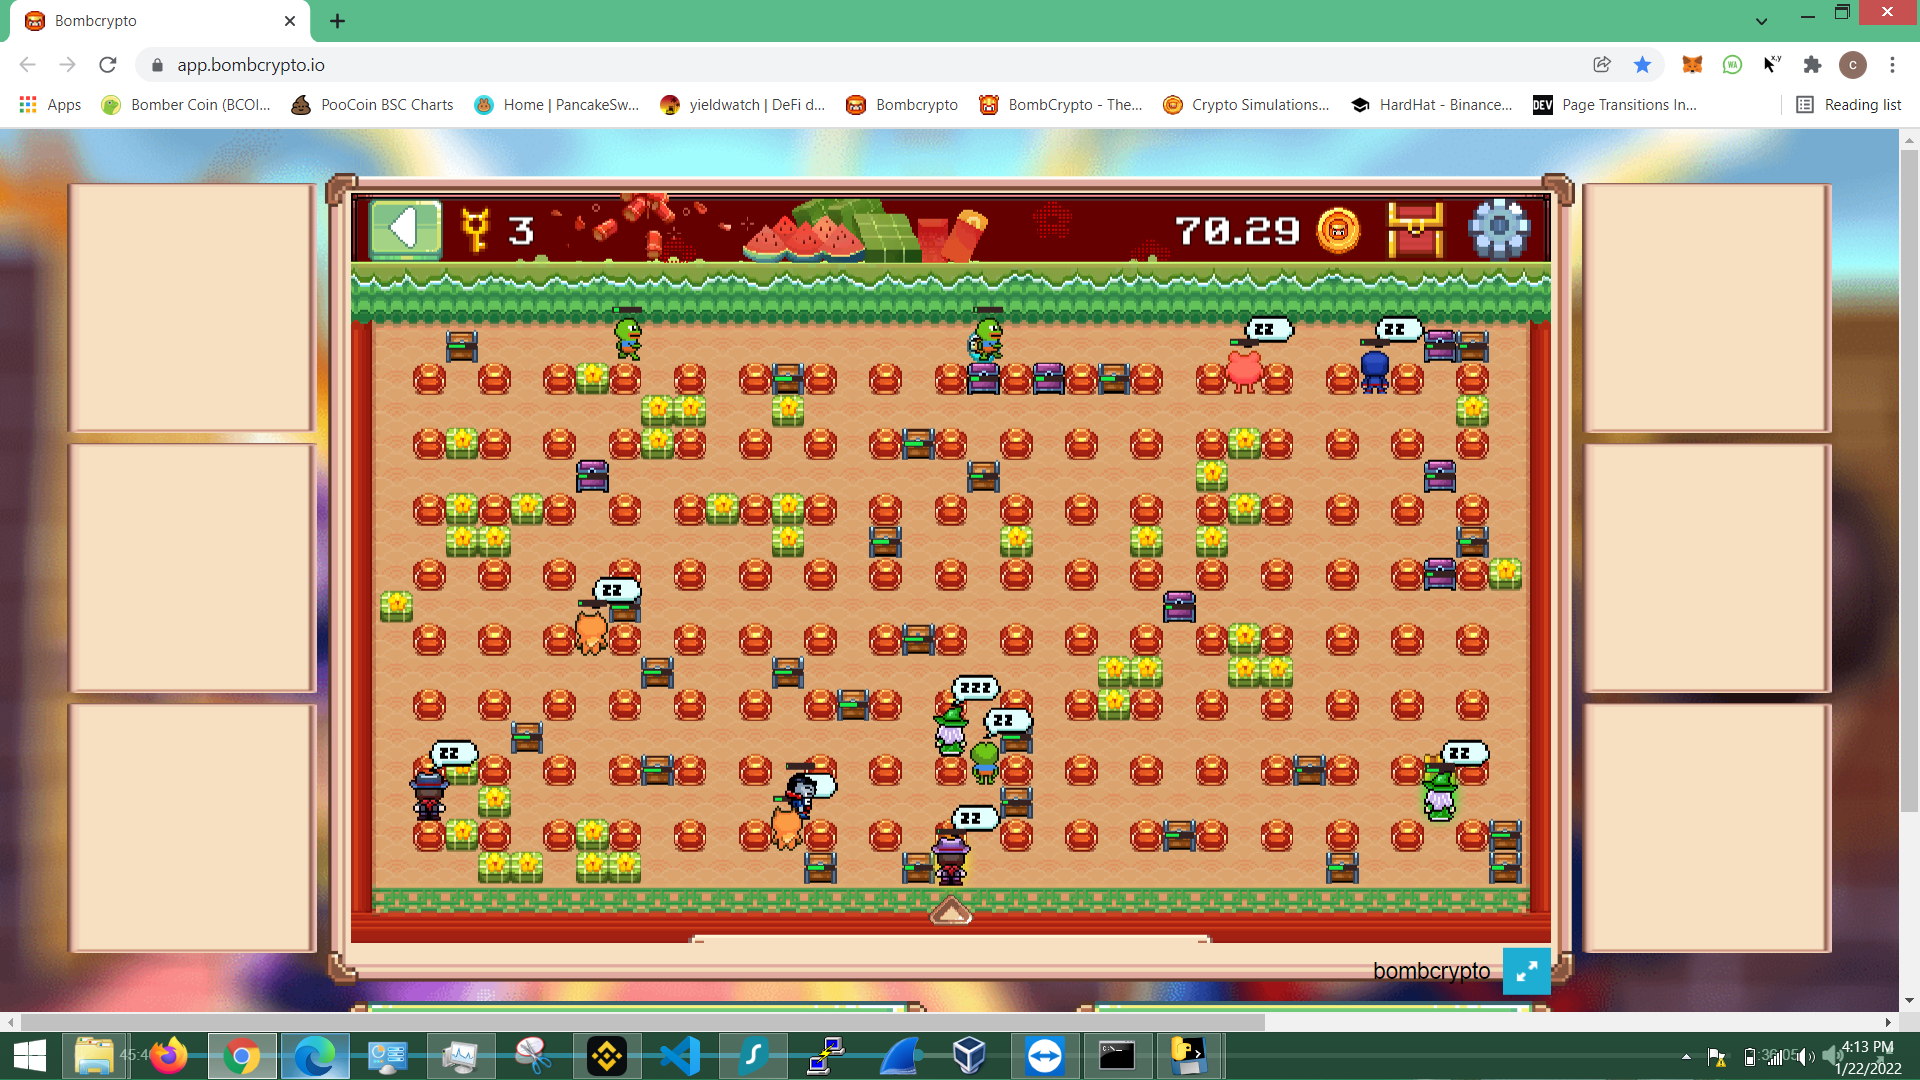 Bombcrypto
app.bombcrypto.io
c
Apps
Bomber Coin (BCOI...
PooCoin BSC Charts
Home | PancakeSw...
yieldwatch | DeFi d...
Bombcrypto
BombCrypto - The...
Crypto Simulations...
HardHat - Binance...
DEV
Page Transitions In...
Reading list
3
70.29
zz
zz
zz
zzz
zz
zz
zz
zz
bombcrypto
4:13 PM
1/22/2022